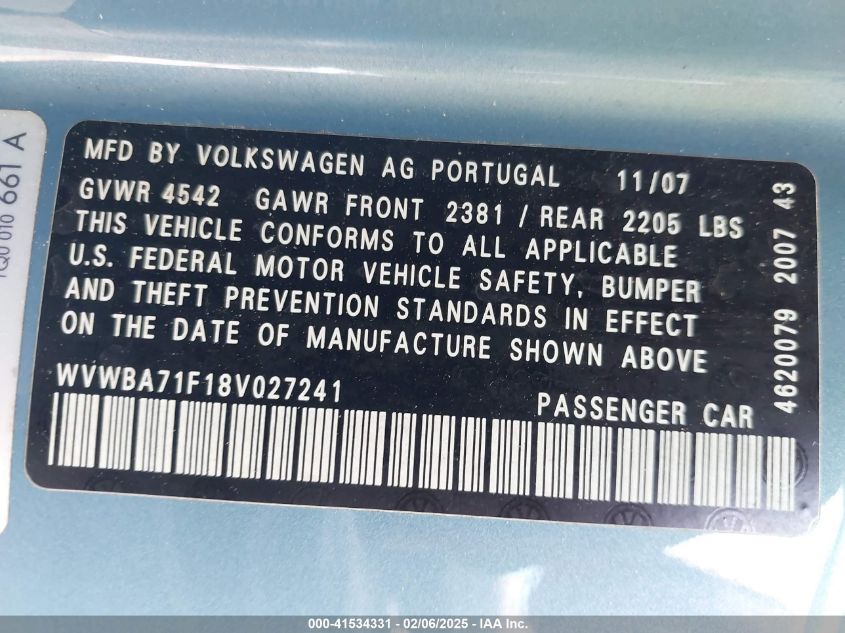 MFD BY VOLKSWAGEN AG PORTUGAL 11/07
GVWR 4542 GAWR FRONT 2381 / REAR 2205 LBS
THIS VEHICLE CONFORMS TO ALL APPLICABLE
U.S. FEDERAL MOTOR VEHICLE SAFETY, BUMPER
AND THEFT PREVENTION STANDARDS IN EFFECT
ON THE DATE OF MANUFACTURE SHOWN ABOVE
WVWBA71F18V027241
PASSENGER CAR
4620079 2007 43
1Q0 010 661 A
000-41534331 - 02/06/2025 - IAA Inc.